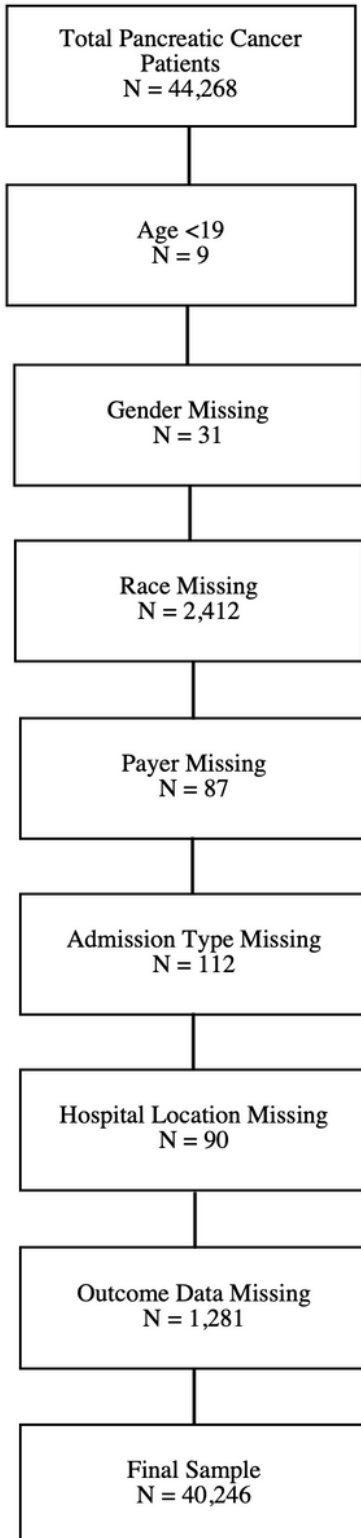 Total Pancreatic Cancer
Patients
N = 44,268
Age <19
N = 9
Gender Missing
N = 31
Race Missing
N = 2,412
Payer Missing
N = 87
Admission Type Missing
N = 112
Hospital Location Missing
N = 90
Outcome Data Missing
N = 1,281
Final Sample
N = 40,246